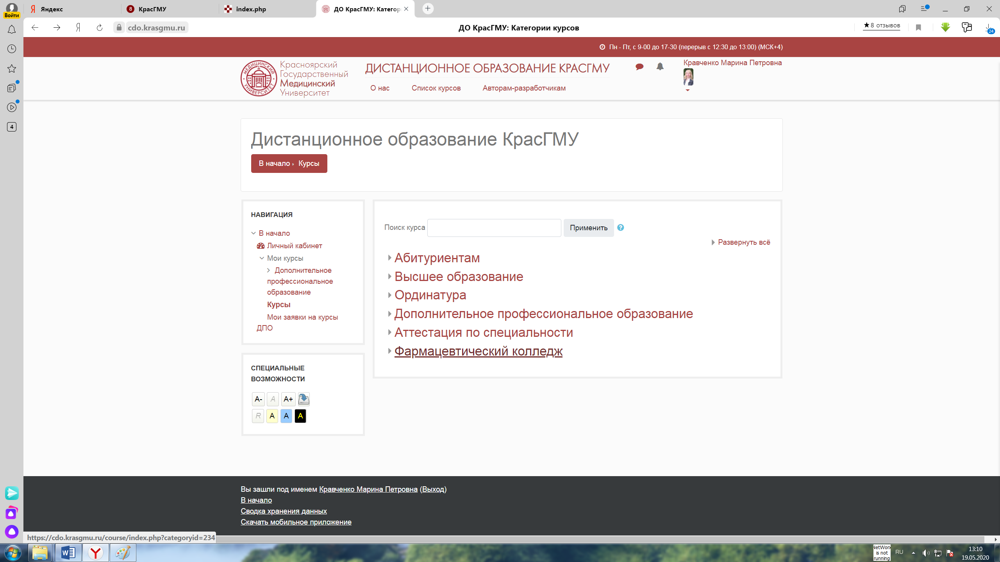 Войти
Яндекс
КрасГМУ
index.php
ДО КрасГМУ: Категор
cdo.krasgmu.ru
ДО КрасГМУ: Категории курсов
★8 отзывов
24
4
Пн - Пт, с 9-00 до 17-30 (перерыв с 12:30 до 13:00) (МСК+4)
МЕДИЦИНСКИЙ УНИВЕРСИТЕТ
Красноярский
Государственный
Медицинский
Университет
ДИСТАНЦИОННОЕ ОБРАЗОВАНИЕ КРАСГМУ
О нас
Список курсов
Авторам-разработчикам
Кравченко Марина Петровна
Дистанционное образование КрасГМУ
В начало Курсы
НАВИГАЦИЯ
В начало
Личный кабинет
Мои курсы
Дополнительное
профессиональное
образование
Курсы
Мои заявки на курсы
ДПО
СПЕЦИАЛЬНЫЕ
ВОЗМОЖНОСТИ
A- A A+
R A A A
Поиск курса
Применить
Развернуть всё
Абитуриентам
Высшее образование
Ординатура
Дополнительное профессиональное образование
Аттестация по специальности
Фармацевтический колледж
Вы зашли под именем Кравченко Марина Петровна (Выход)
В начало
Сводка хранения данных
Скачать мобильное приложение
https://cdo.krasgmu.ru/course/index.php?categoryid=234
NetWorx
is not
running
RU
13:10
19.05.2020